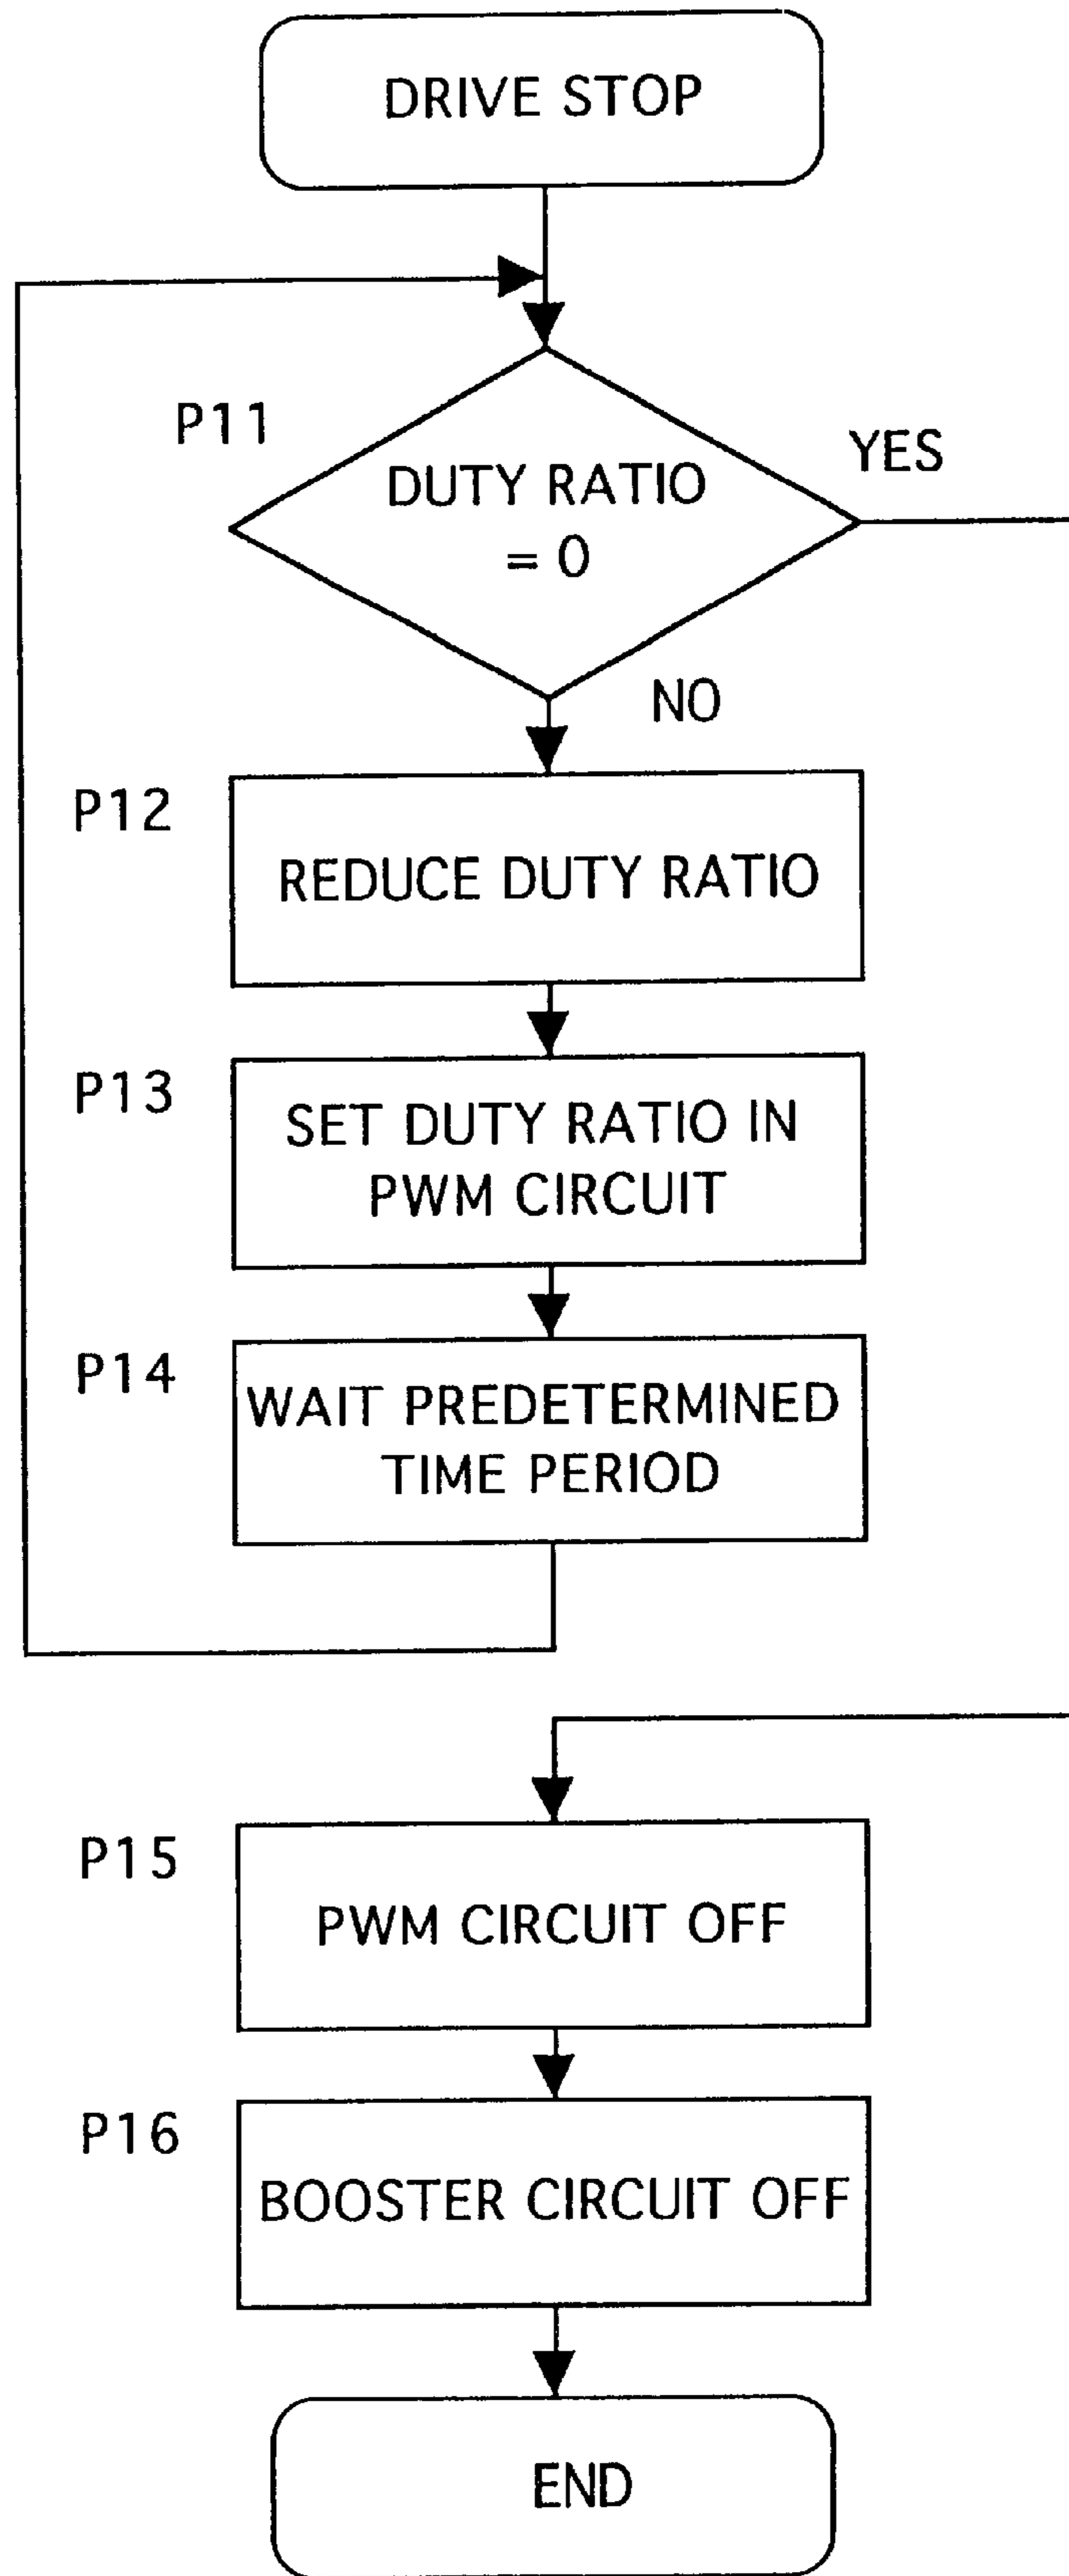 DRIVE STOP
P11
DUTY RATIO
= 0
YES
NO
P12
REDUCE DUTY RATIO
P13
SET DUTY RATIO IN
PWM CIRCUIT
P14
WAIT PREDETERMINED
TIME PERIOD
P15
PWM CIRCUIT OFF
P16
BOOSTER CIRCUIT OFF
END